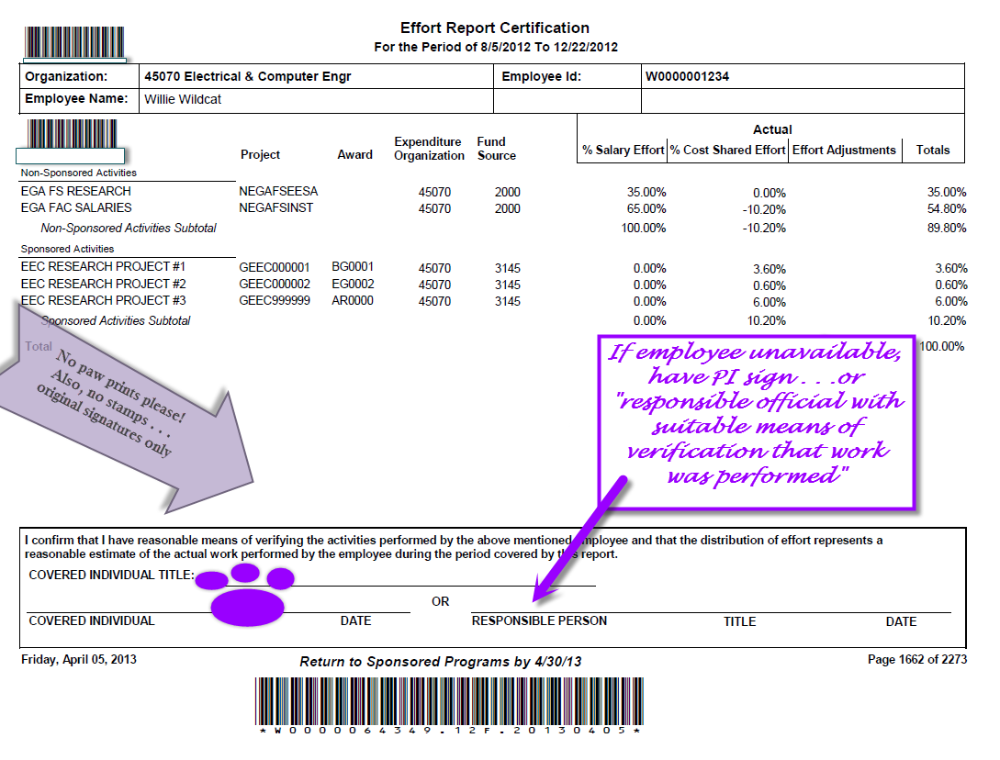 Effort Report Certification
For the Period of 8/5/2012 To 12/22/2012
Organization: 45070 Electrical & Computer Engr Employee Id: W0000001234
Employee Name: Willie Wildcat
Actual
Project Award Expenditure Organization Fund Source % Salary Effort % Cost Shared Effort Effort Adjustments Totals
Non-Sponsored Activities
EGA FS RESEARCH NEGAFSEESA 45070 2000 35.00% 0.00% 35.00%
EGA FAC SALARIES NEGAFSINST 45070 2000 65.00% -10.20% 54.80%
Non-Sponsored Activities Subtotal 100.00% -10.20% 89.80%
Sponsored Activities
EEC RESEARCH PROJECT #1 GEEC000001 BG0001 45070 3145 0.00% 3.60% 3.60%
EEC RESEARCH PROJECT #2 GEEC000002 EG0002 45070 3145 0.00% 0.60% 0.60%
EEC RESEARCH PROJECT #3 GEEC999999 AR0000 45070 3145 0.00% 6.00% 6.00%
Sponsored Activities Subtotal 0.00% 10.20% 10.20%
Total 100.00%
No paw prints please!
Also, no stamps . . .
original signatures only
If employee unavailable,
have PI sign . . .or
"responsible official with
suitable means of
verification that work
was performed"
I confirm that I have reasonable means of verifying the activities performed by the above mentioned employee and that the distribution of effort represents a
reasonable estimate of the actual work performed by the employee during the period covered by this report.
COVERED INDIVIDUAL TITLE:
OR
COVERED INDIVIDUAL DATE RESPONSIBLE PERSON TITLE DATE
Friday, April 05, 2013 Return to Sponsored Programs by 4/30/13 Page 1662 of 2273
*W0000064349.12F.20130405*